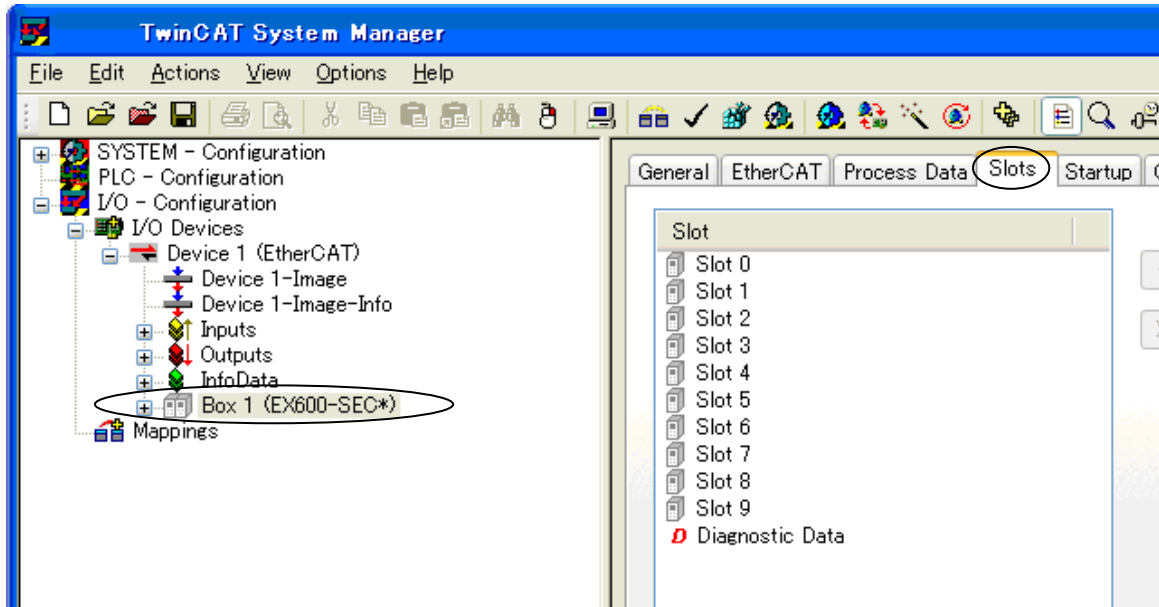 TwinCAT System Manager
File Edit Actions View Options Help
SYSTEM - Configuration
PLC - Configuration
I/O - Configuration
I/O Devices
Device 1 (EtherCAT)
Device 1-Image
Device 1-Image-Info
Inputs
Outputs
InfoData
Box 1 (EX600-SEC*)
Mappings
General EtherCAT Process Data Slots Startup
Slot
Slot 0
Slot 1
Slot 2
Slot 3
Slot 4
Slot 5
Slot 6
Slot 7
Slot 8
Slot 9
D Diagnostic Data